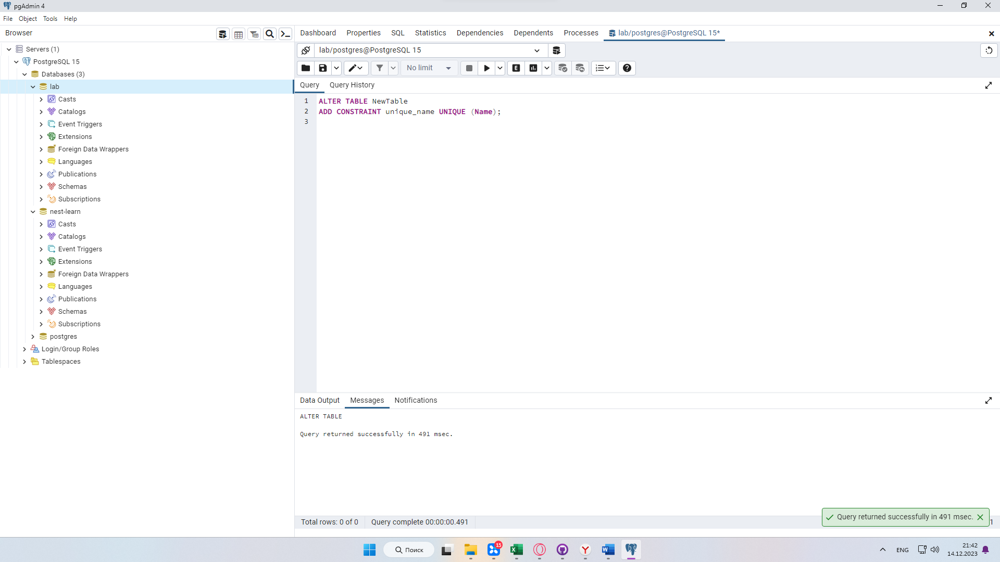 pgAdmin 4
File Object Tools Help
Browser
Dashboard Properties SQL Statistics Dependencies Dependents Processes lab/postgres@PostgreSQL 15*
Servers (1)
PostgreSQL 15
Databases (3)
lab
Casts
Catalogs
Event Triggers
Extensions
Foreign Data Wrappers
Languages
Publications
Schemas
Subscriptions
nest-learn
Casts
Catalogs
Event Triggers
Extensions
Foreign Data Wrappers
Languages
Publications
Schemas
Subscriptions
postgres
Login/Group Roles
Tablespaces
lab/postgres@PostgreSQL 15
No limit
E
Query Query History
1 ALTER TABLE NewTable
2 ADD CONSTRAINT unique_name UNIQUE (Name);
3
Data Output Messages Notifications
ALTER TABLE
Query returned successfully in 491 msec.
Total rows: 0 of 0 Query complete 00:00:00.491
Query returned successfully in 491 msec.
1
Поиск
15
ENG
21:42
14.12.2023